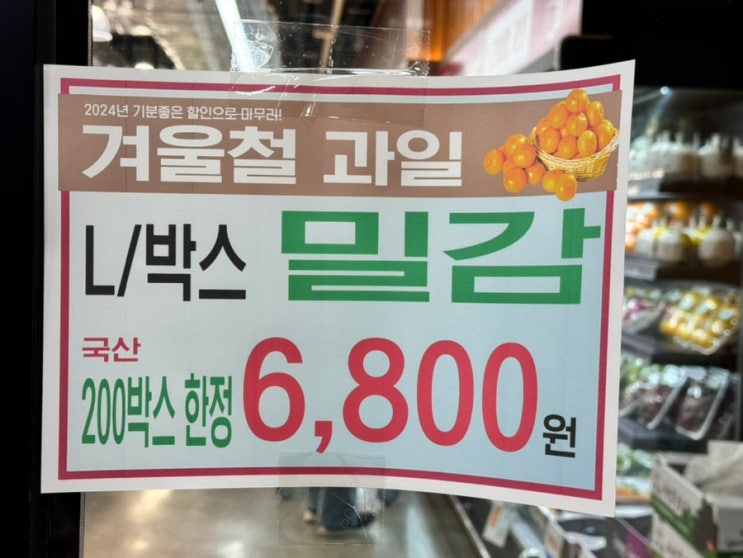 2024년 기분좋은 할인으로 마무리!
겨울철 과일
L/박스 밀감
국산
200박스 한정 6,800원